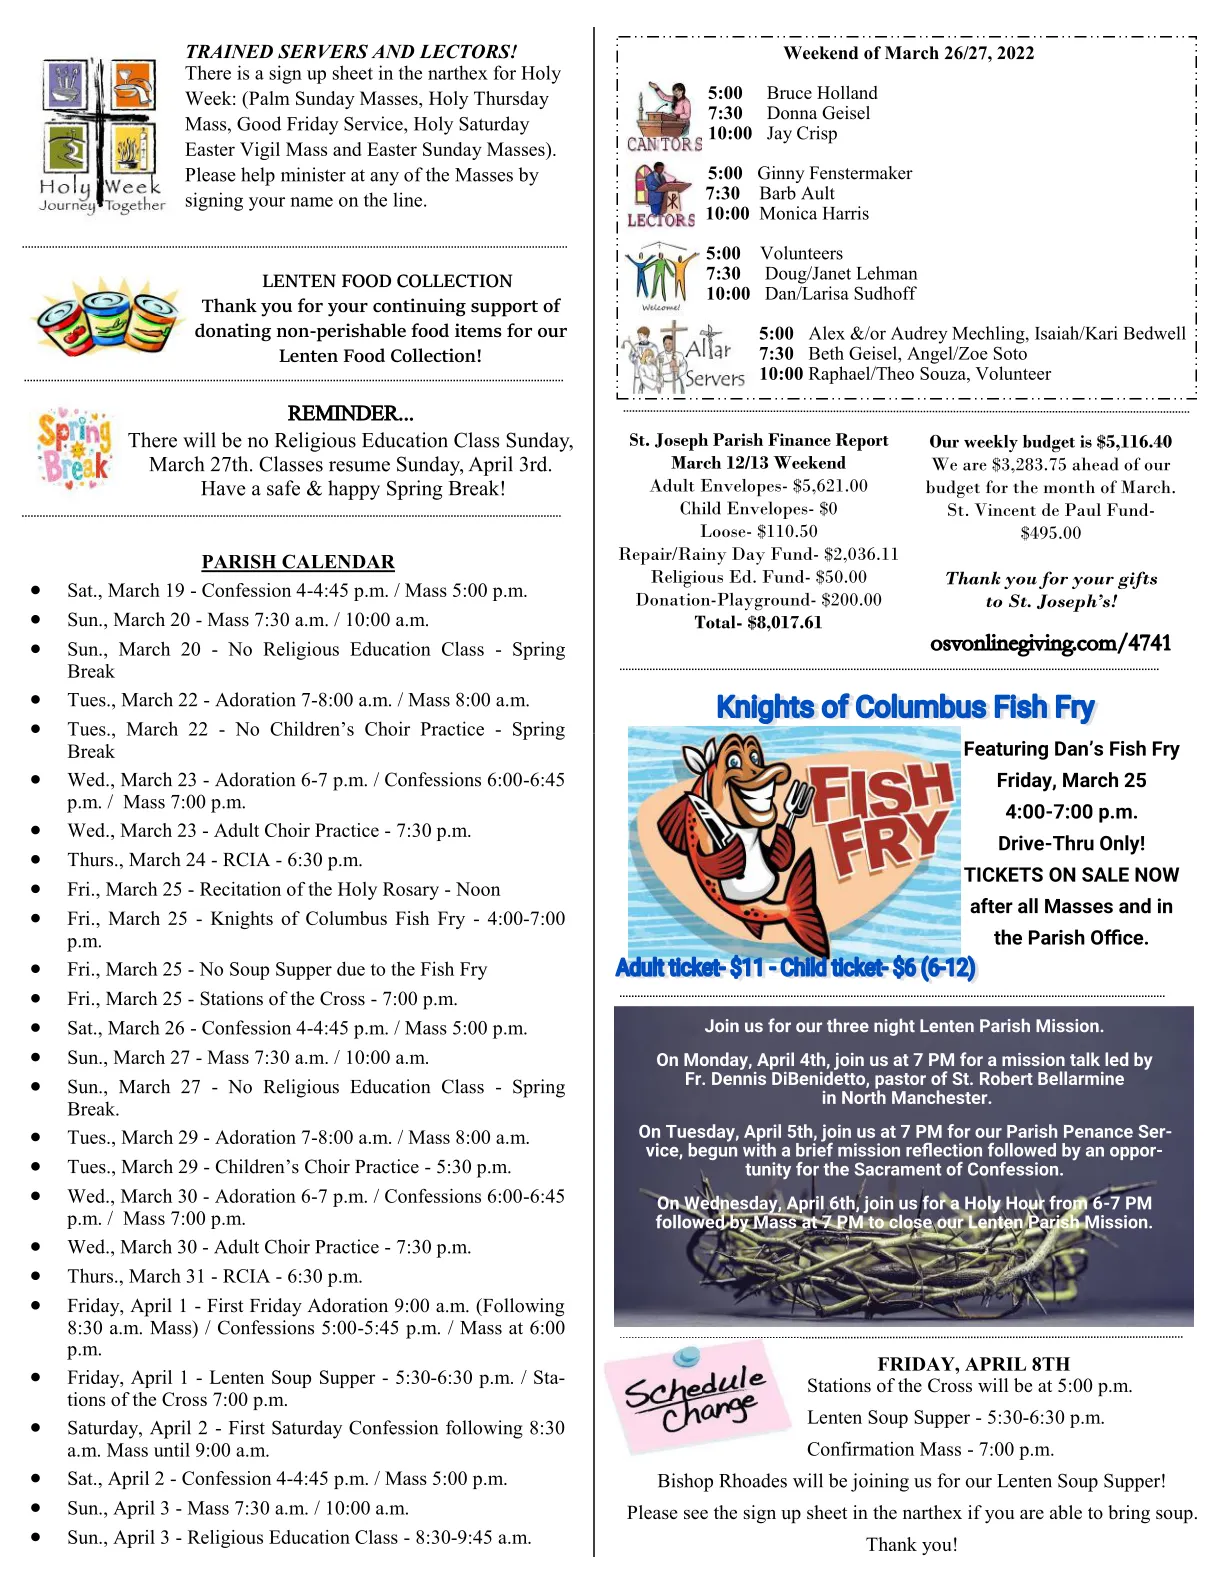 TRAINED SERVERS AND LECTORS!
There is a sign up sheet in the narthex for Holy
Week: (Palm Sunday Masses, Holy Thursday
Mass, Good Friday Service, Holy Saturday
Easter Vigil Mass and Easter Sunday Masses).
Please help minister at any of the Masses by
signing your name on the line.
Holy Week
Journey Together
LENTEN FOOD COLLECTION
Thank you for your continuing support of
donating non-perishable food items for our
Lenten Food Collection!
Spring
Break
REMINDER...
There will be no Religious Education Class Sunday,
March 27th. Classes resume Sunday, April 3rd.
Have a safe & happy Spring Break!
PARISH CALENDAR
• Sat., March 19 - Confession 4-4:45 p.m. / Mass 5:00 p.m.
• Sun., March 20 - Mass 7:30 a.m. / 10:00 a.m.
• Sun., March 20 - No Religious Education Class - Spring
Break
• Tues., March 22 - Adoration 7-8:00 a.m. / Mass 8:00 a.m.
• Tues., March 22 - No Children's Choir Practice - Spring
Break
• Wed., March 23 - Adoration 6-7 p.m. / Confessions 6:00-6:45
p.m. / Mass 7:00 p.m.
• Wed., March 23 - Adult Choir Practice - 7:30 p.m.
• Thurs., March 24 - RCIA - 6:30 p.m.
• Fri., March 25 - Recitation of the Holy Rosary - Noon
• Fri., March 25 - Knights of Columbus Fish Fry - 4:00-7:00
p.m.
• Fri., March 25 - No Soup Supper due to the Fish Fry
• Fri., March 25 - Stations of the Cross - 7:00 p.m.
• Sat., March 26 - Confession 4-4:45 p.m. / Mass 5:00 p.m.
• Sun., March 27 - Mass 7:30 a.m. / 10:00 a.m.
• Sun., March 27 - No Religious Education Class - Spring
Break.
• Tues., March 29 - Adoration 7-8:00 a.m. / Mass 8:00 a.m.
• Tues., March 29 - Children's Choir Practice - 5:30 p.m.
• Wed., March 30 - Adoration 6-7 p.m. / Confessions 6:00-6:45
p.m. / Mass 7:00 p.m.
• Wed., March 30 - Adult Choir Practice - 7:30 p.m.
• Thurs., March 31 - RCIA - 6:30 p.m.
• Friday, April 1 - First Friday Adoration 9:00 a.m. (Following
8:30 a.m. Mass) / Confessions 5:00-5:45 p.m. / Mass at 6:00
p.m.
• Friday, April 1 - Lenten Soup Supper - 5:30-6:30 p.m. / Sta-
tions of the Cross 7:00 p.m.
• Saturday, April 2 - First Saturday Confession following 8:30
a.m. Mass until 9:00 a.m.
• Sat., April 2 - Confession 4-4:45 p.m. / Mass 5:00 p.m.
• Sun., April 3 - Mass 7:30 a.m. / 10:00 a.m.
• Sun., April 3 - Religious Education Class - 8:30-9:45 a.m.
Weekend of March 26/27, 2022
CANTORS
5:00 Bruce Holland
7:30 Donna Geisel
10:00 Jay Crisp
LECTORS
5:00 Ginny Fenstermaker
7:30 Barb Ault
10:00 Monica Harris
Welcome!
5:00 Volunteers
7:30 Doug/Janet Lehman
10:00 Dan/Larisa Sudhoff
Altar
Servers
5:00 Alex &/or Audrey Mechling, Isaiah/Kari Bedwell
7:30 Beth Geisel, Angel/Zoe Soto
10:00 Raphael/Theo Souza, Volunteer
St. Joseph Parish Finance Report
March 12/13 Weekend
Adult Envelopes- $5,621.00
Child Envelopes- $0
Loose- $110.50
Repair/Rainy Day Fund- $2,036.11
Religious Ed. Fund- $50.00
Donation-Playground- $200.00
Total- $8,017.61
Our weekly budget is $5,116.40
We are $3,283.75 ahead of our
budget for the month of March.
St. Vincent de Paul Fund-
$495.00
Thank you for your gifts
to St. Joseph's!
osvonlinegiving.com/4741
Knights of Columbus Fish Fry
FISH
FRY
Featuring Dan's Fish Fry
Friday, March 25
4:00-7:00 p.m.
Drive-Thru Only!
TICKETS ON SALE NOW
after all Masses and in
the Parish Office.
Adult ticket- $11 - Child ticket- $6 (6-12)
Join us for our three night Lenten Parish Mission.
On Monday, April 4th, join us at 7 PM for a mission talk led by
Fr. Dennis DiBenidetto, pastor of St. Robert Bellarmine
in North Manchester.
On Tuesday, April 5th, join us at 7 PM for our Parish Penance Ser-
vice, begun with a brief mission reflection followed by an oppor-
tunity for the Sacrament of Confession.
On Wednesday, April 6th, join us for a Holy Hour from 6-7 PM
followed by Mass at 7 PM to close our Lenten Parish Mission.
Schedule
Change
FRIDAY, APRIL 8TH
Stations of the Cross will be at 5:00 p.m.
Lenten Soup Supper - 5:30-6:30 p.m.
Confirmation Mass - 7:00 p.m.
Bishop Rhoades will be joining us for our Lenten Soup Supper!
Please see the sign up sheet in the narthex if you are able to bring soup.
Thank you!